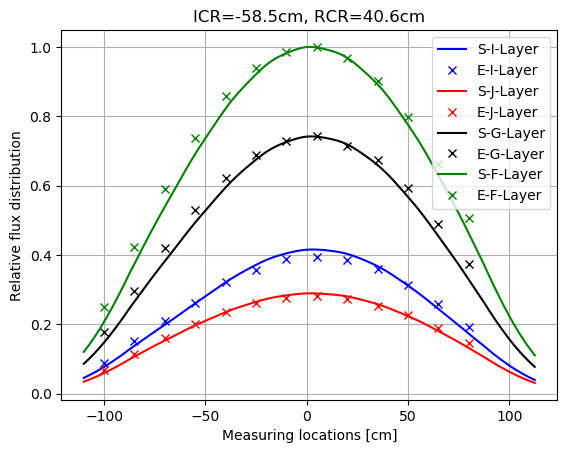 ICR=-58.5cm, RCR=40.6cm
Relative flux distribution
1.0
0.8
0.6
0.4
0.2
0.0
S-I-Layer
E-I-Layer
S-J-Layer
E-J-Layer
S-G-Layer
E-G-Layer
S-F-Layer
E-F-Layer
−100 −50 0 50 100
Measuring locations [cm]